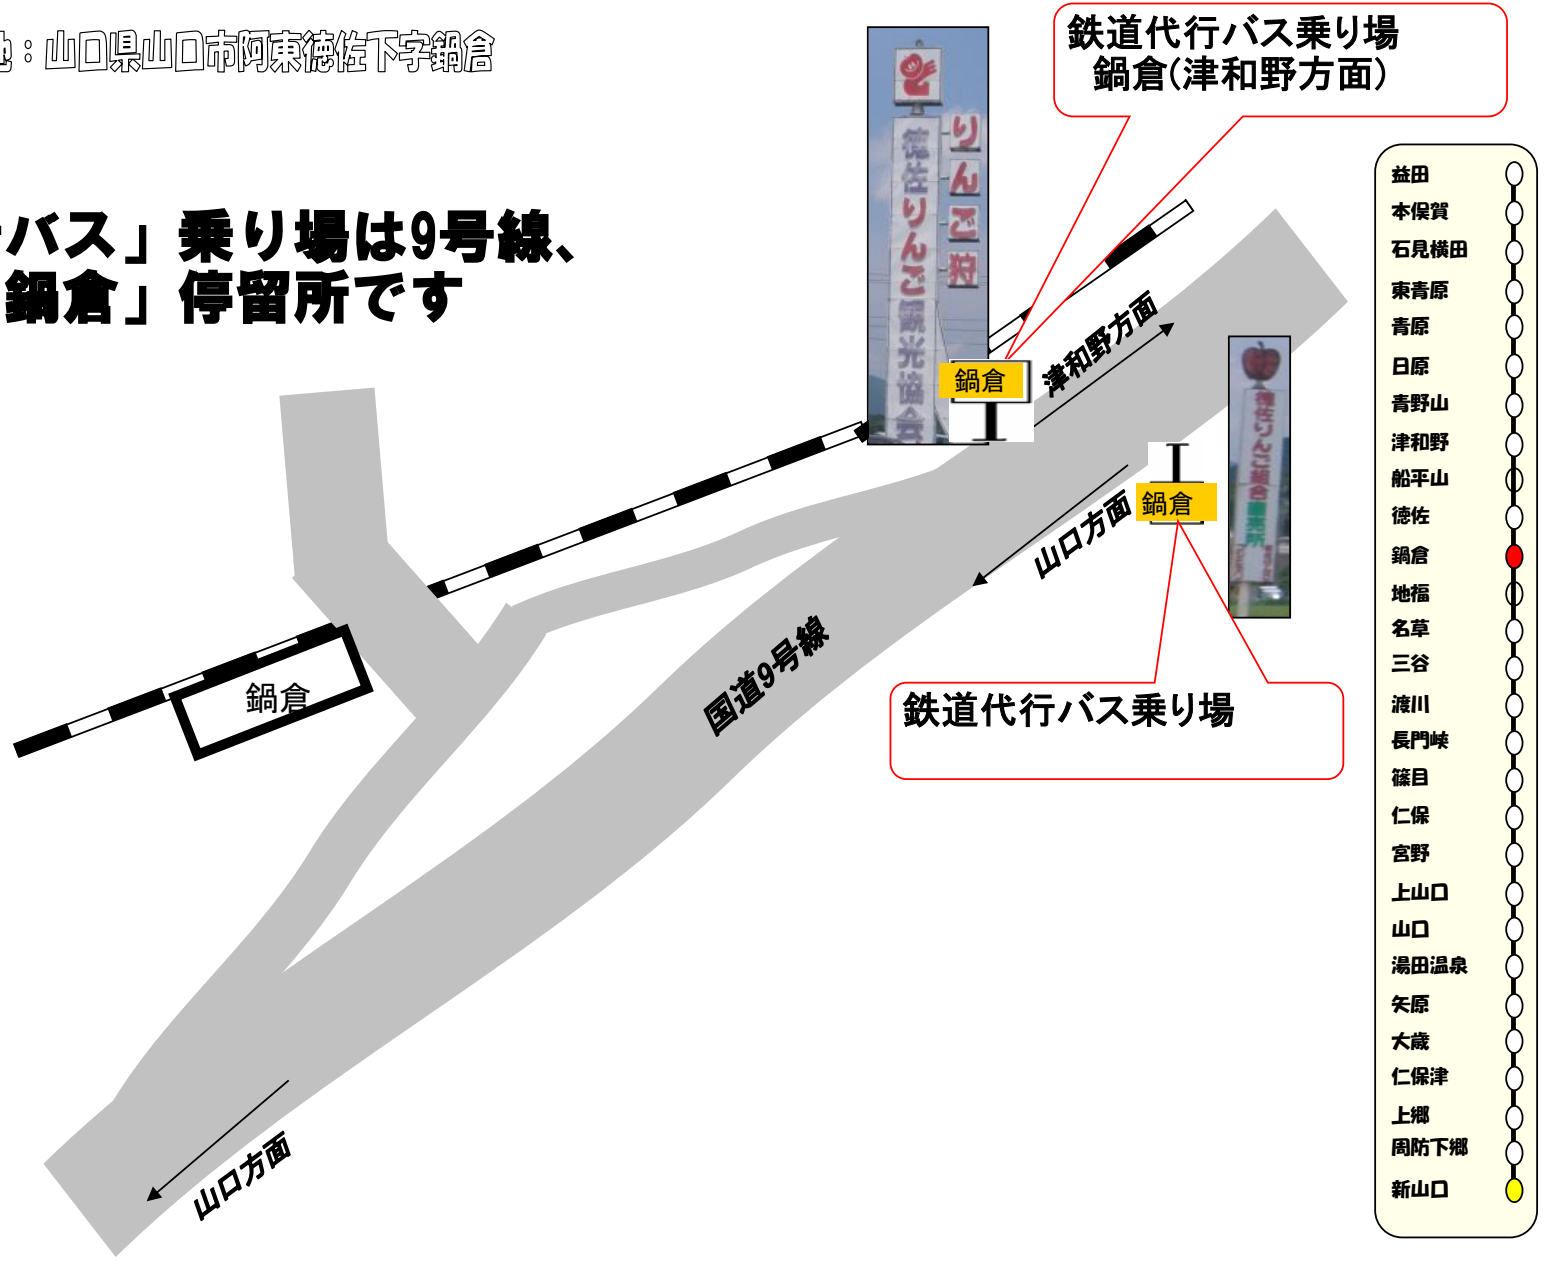 地：山口県山口市阿東徳佐下字鍋倉
バス」乗り場は9号線、
鍋倉」停留所です
鉄道代行バス乗り場
鍋倉(津和野方面)
りんご狩
徳佐りんご観光協会
鍋倉
津和野方面
鍋倉
山口方面
徳佐りんご組合
国道9号線
鉄道代行バス乗り場
鍋倉
山口方面
益田
本俣賀
石見横田
東青原
青原
日原
青野山
津和野
船平山
徳佐
鍋倉
地福
名草
三谷
渡川
長門峡
篠目
仁保
宮野
上山口
山口
湯田温泉
矢原
大歳
仁保津
上郷
周防下郷
新山口